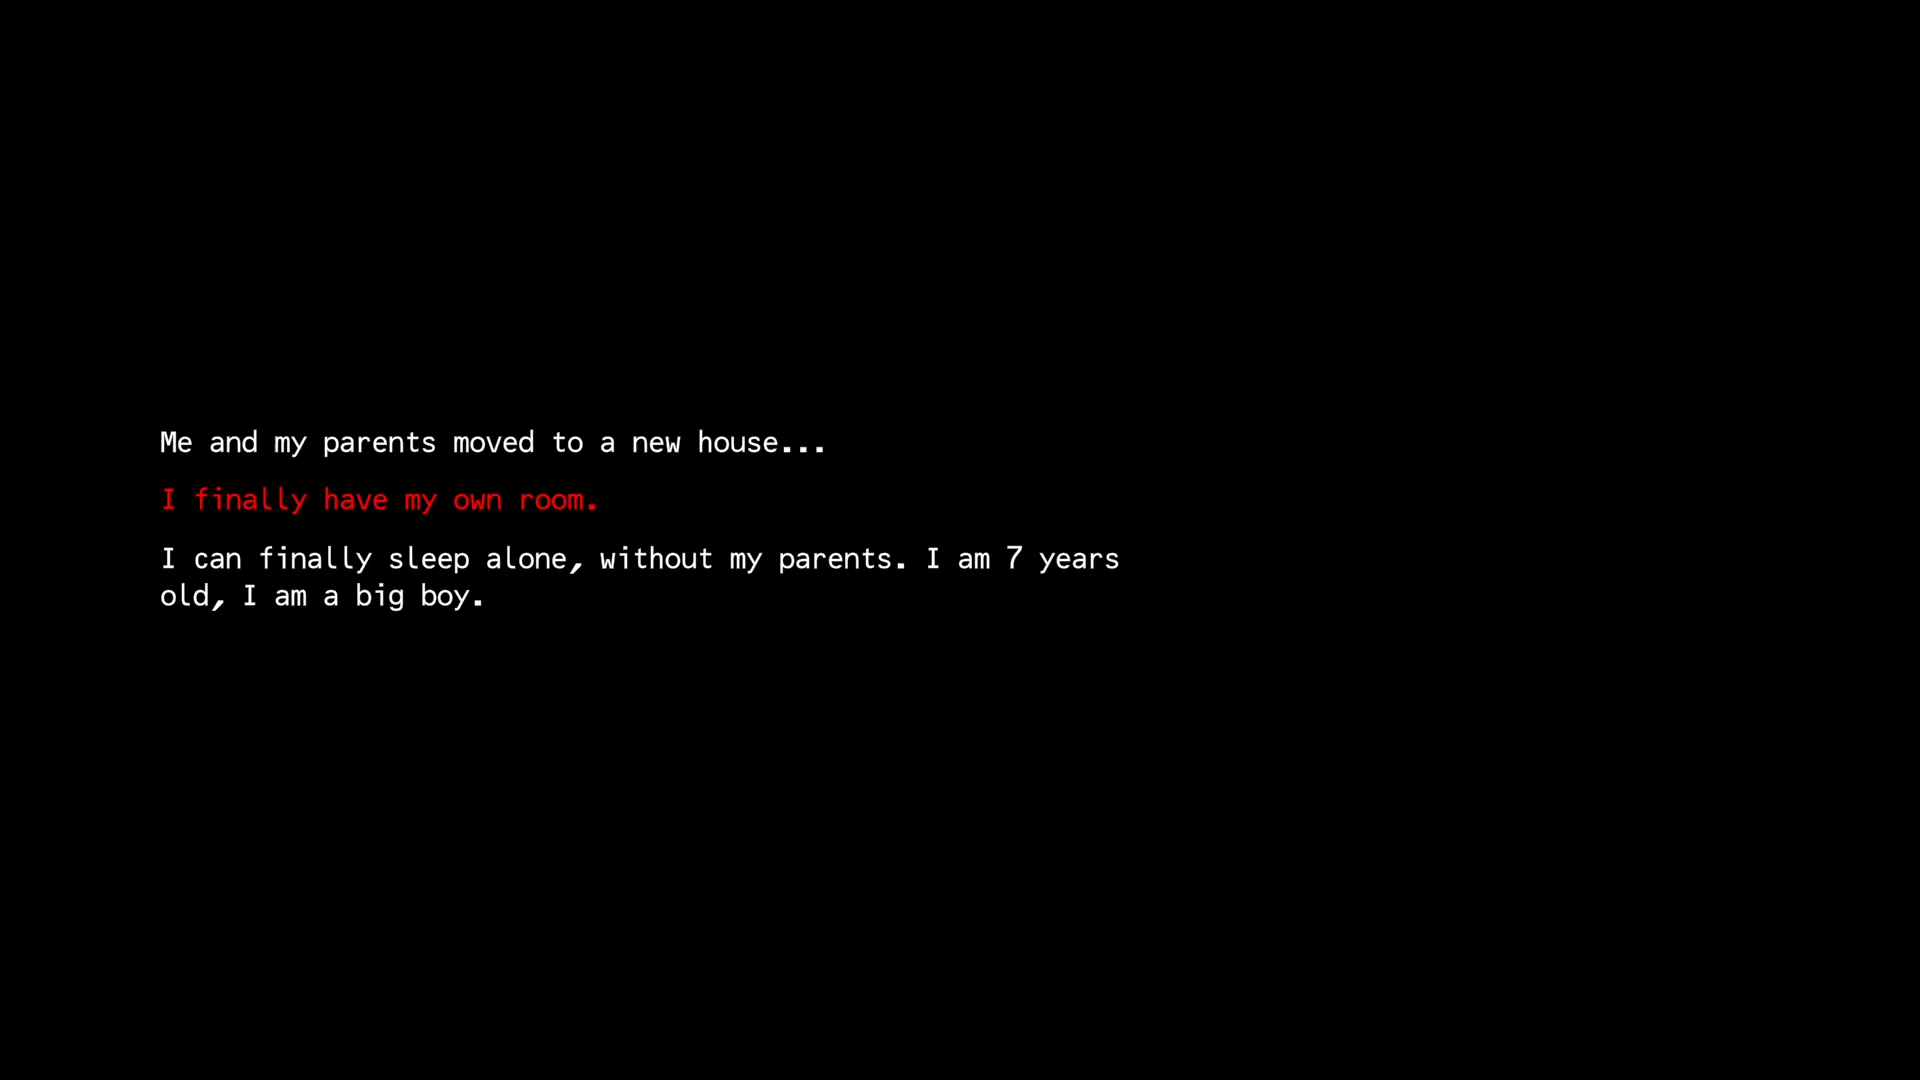 Me and my parents moved to a new house...
I finally have my own room.
I can finally sleep alone, without my parents. I am 7 years
old, I am a big boy.